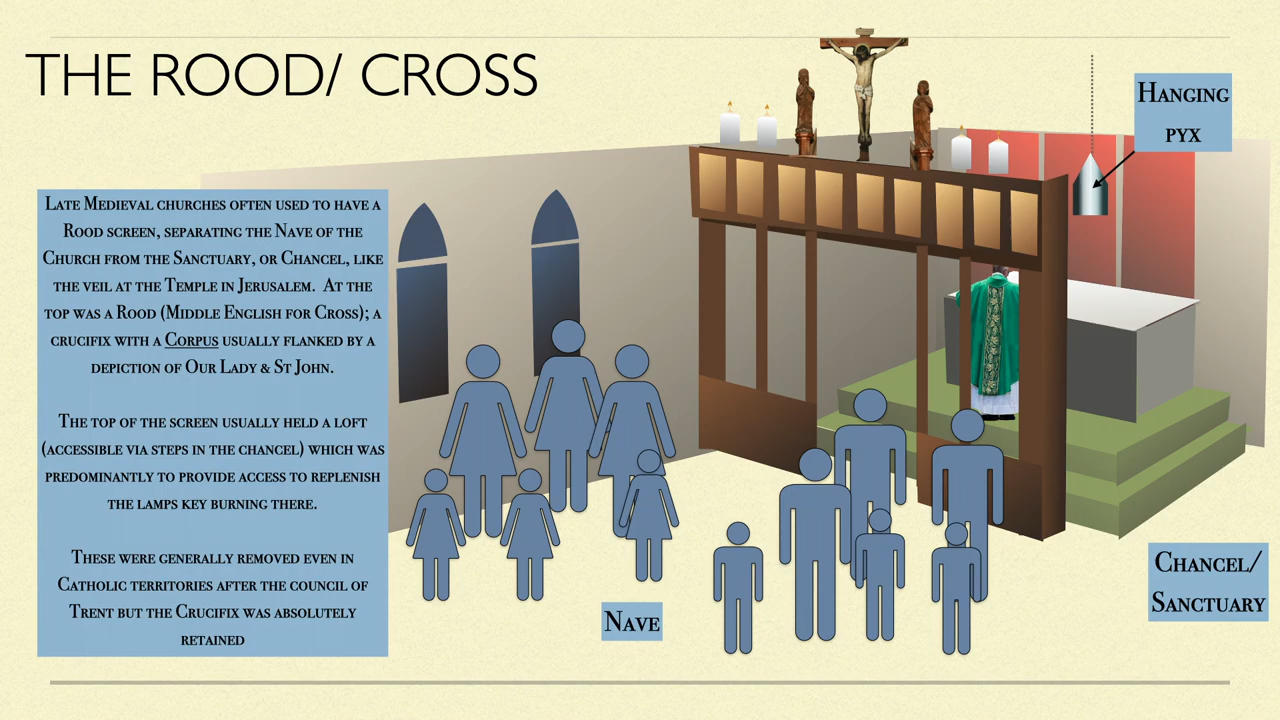 THE ROOD/ CROSS
Hanging
pyx
Late Medieval churches often used to have a
Rood screen, separating the Nave of the
Church from the Sanctuary, or Chancel, like
the veil at the Temple in Jerusalem. At the
top was a Rood (Middle English for Cross); a
crucifix with a Corpus usually flanked by a
depiction of Our Lady & St John.
The top of the screen usually held a loft
(accessible via steps in the chancel) which was
predominantly to provide access to replenish
the lamps key burning there.
These were generally removed even in
Catholic territories after the council of
Trent but the Crucifix was absolutely
retained
Nave
Chancel/
Sanctuary